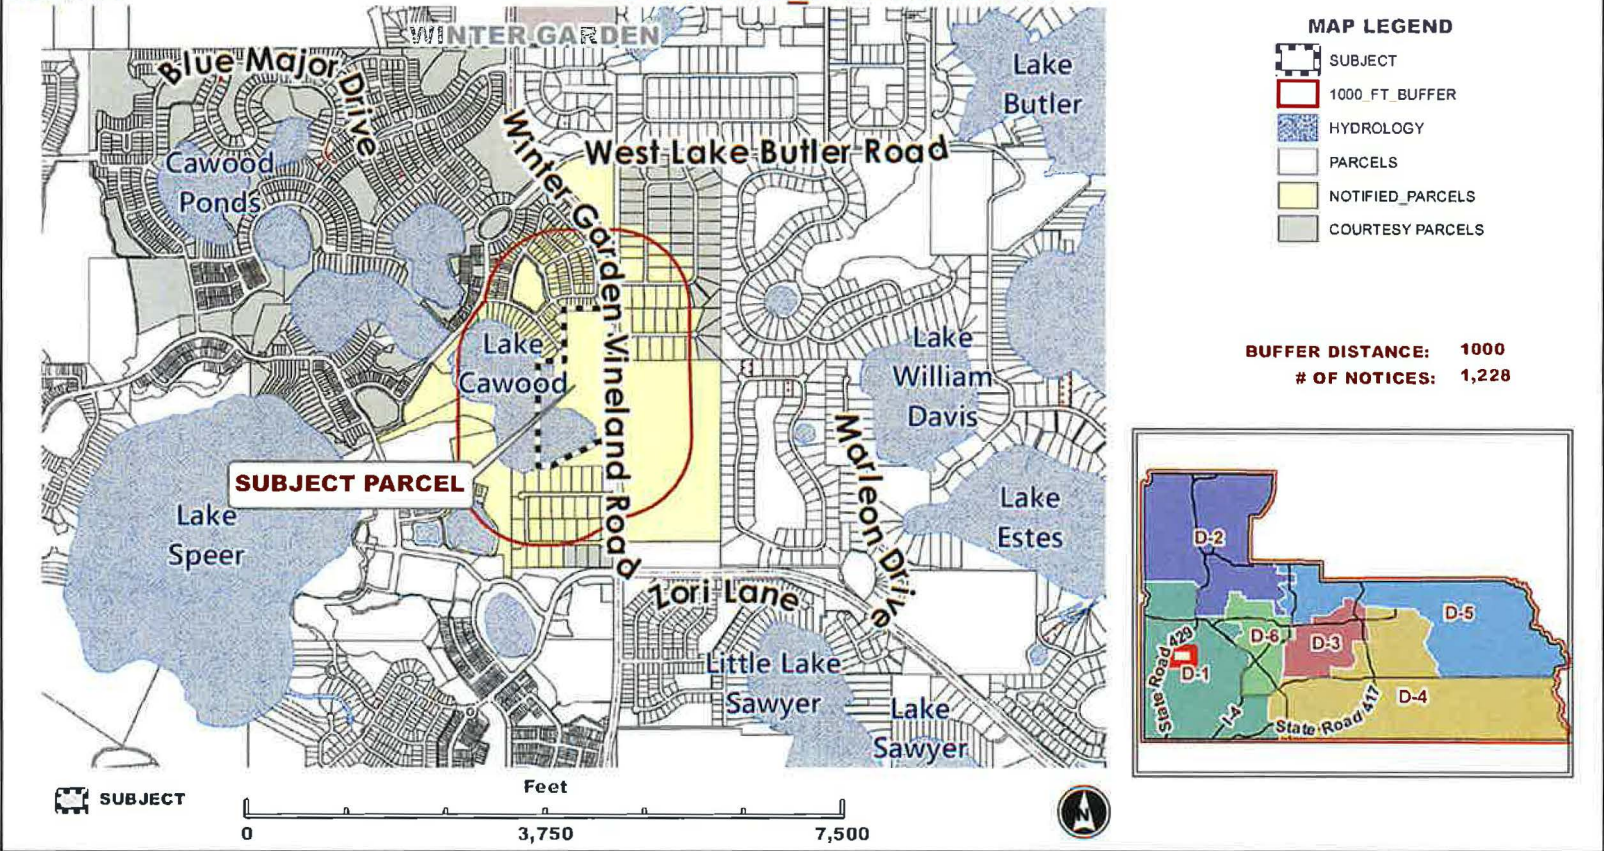 WINTER GARDEN
Blue Major Drive
Winter Garden Vineland Road
West Lake Butler Road
Lake
Butler
Cawood
Ponds
Lake
Cawood
Lake
William
Davis
Marleon Drive
SUBJECT PARCEL
Lake
Speer
Lake
Estes
Lori Lane
Little Lake
Sawyer
Lake
Sawyer
MAP LEGEND
SUBJECT
1000_FT_BUFFER
HYDROLOGY
PARCELS
NOTIFIED_PARCELS
COURTESY PARCELS
BUFFER DISTANCE: 1000
# OF NOTICES: 1,228
D-2
D-5
D-6
D-3
State Road 429
D-1
D-4
I-4
State Road 417
SUBJECT
Feet
0 3,750 7,500
N